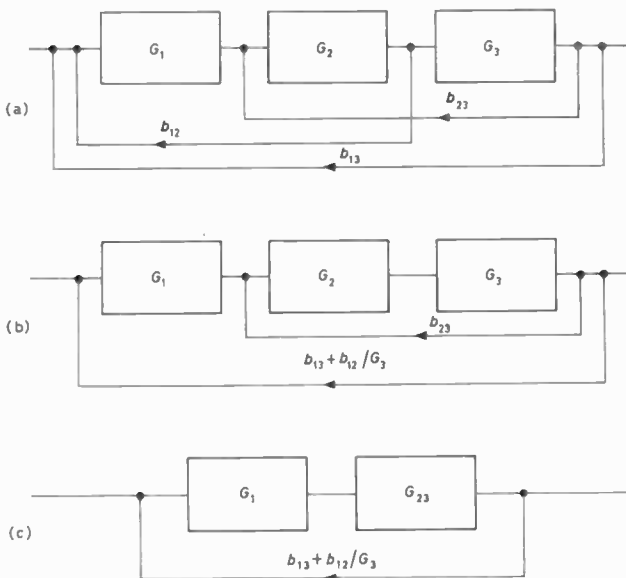 G₁ G₂ G₃
(a)
b₂₃
b₁₂
b₁₃
G₁ G₂ G₃
(b)
b₂₃
b₁₃ + b₁₂ / G₃
G₁ G₂₃
(c)
b₁₃ + b₁₂ / G₃